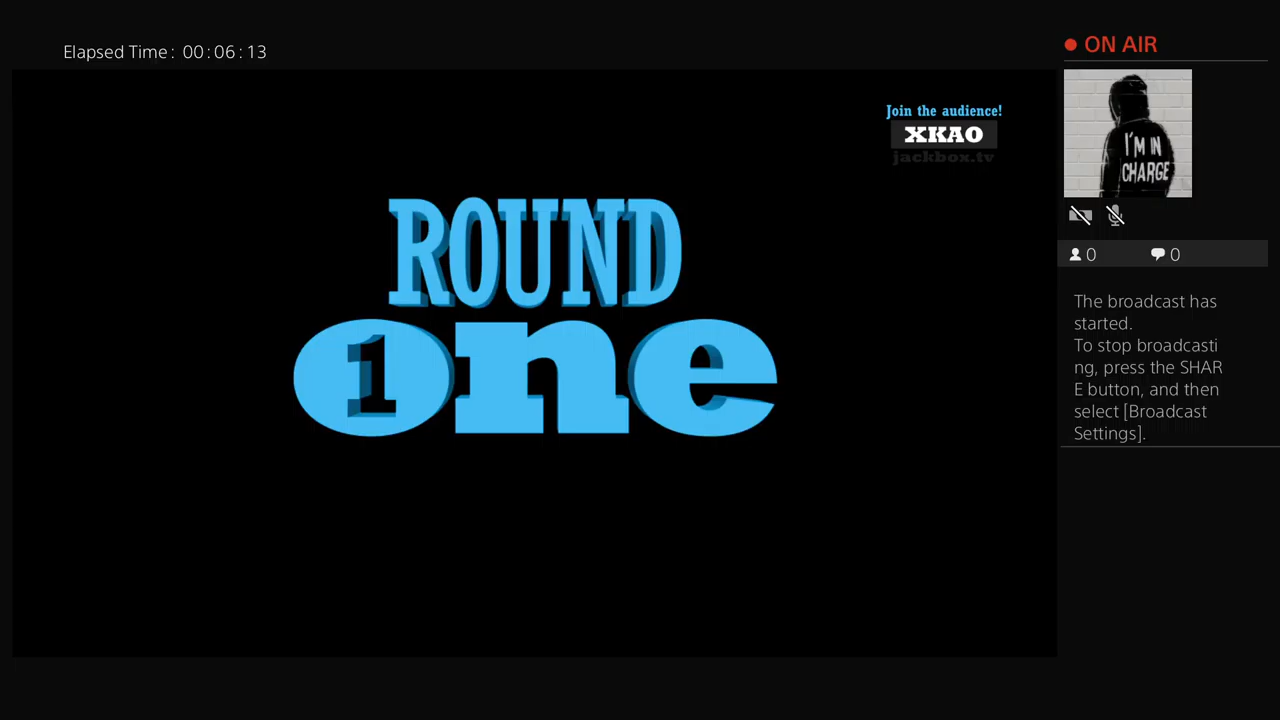 Elapsed Time: 00:06:13
ON AIR
Join the audience!
XKAO
jackbox.tv
I'M IN
CHARGE
ROUND
one
1
0
0
The broadcast has
started.
To stop broadcasti
ng, press the SHAR
E button, and then
select [Broadcast
Settings].